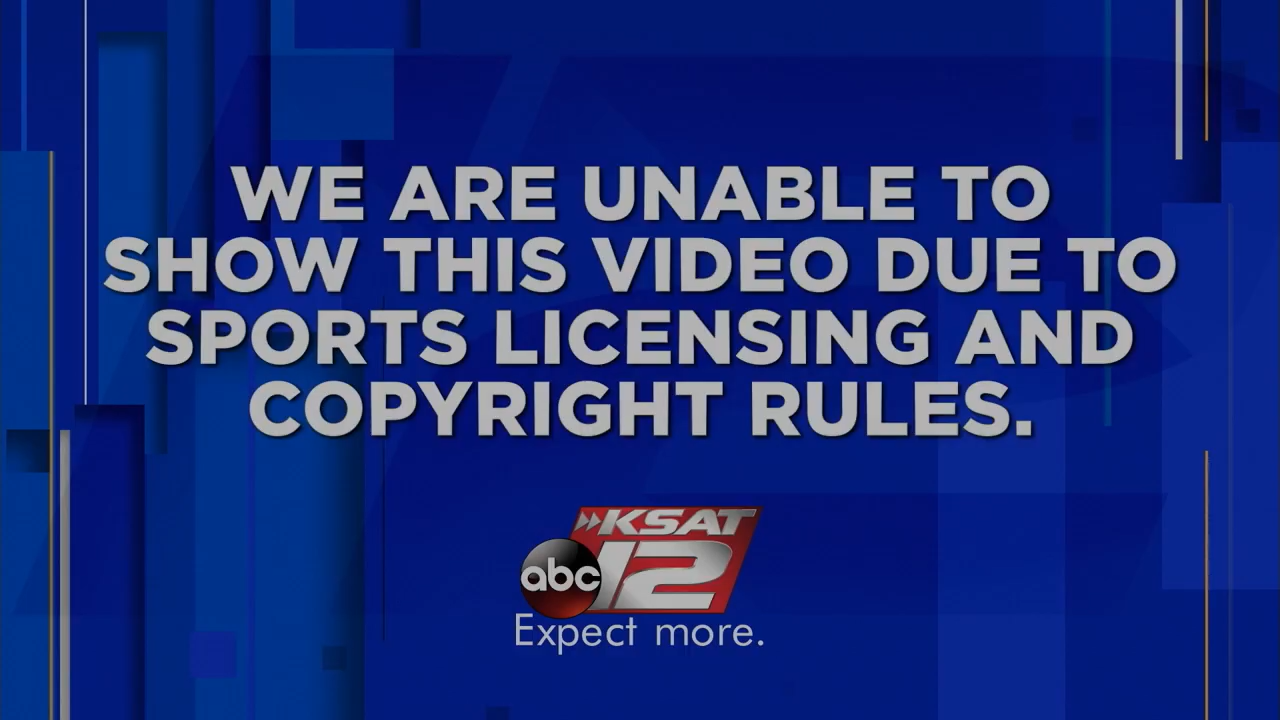 WE ARE UNABLE TO
SHOW THIS VIDEO DUE TO
SPORTS LICENSING AND
COPYRIGHT RULES.
KSAT
abc 12
Expect more.